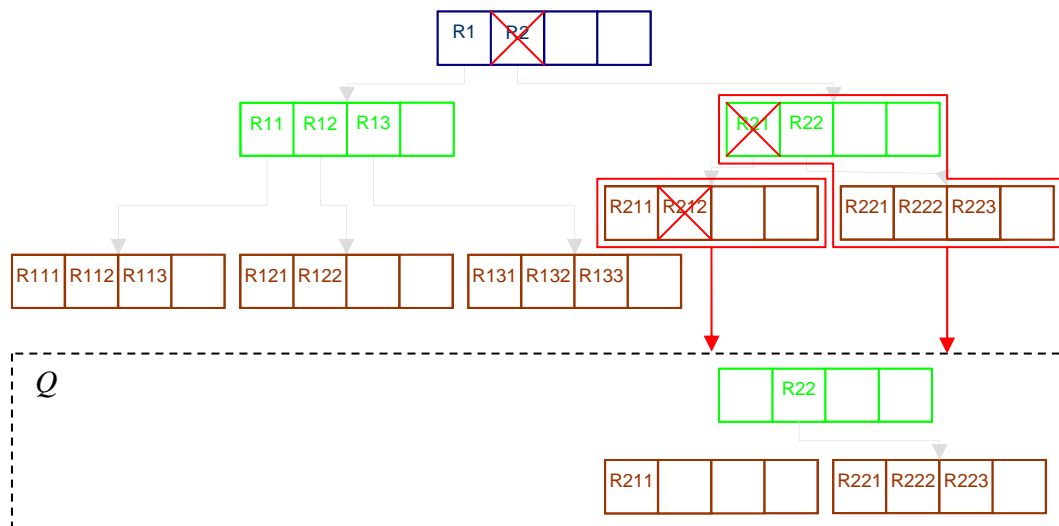 R1 R2
R11 R12 R13
R21 R22
R211 R212
R221 R222 R223
R111 R112 R113
R121 R122
R131 R132 R133
Q
R22
R211
R221 R222 R223